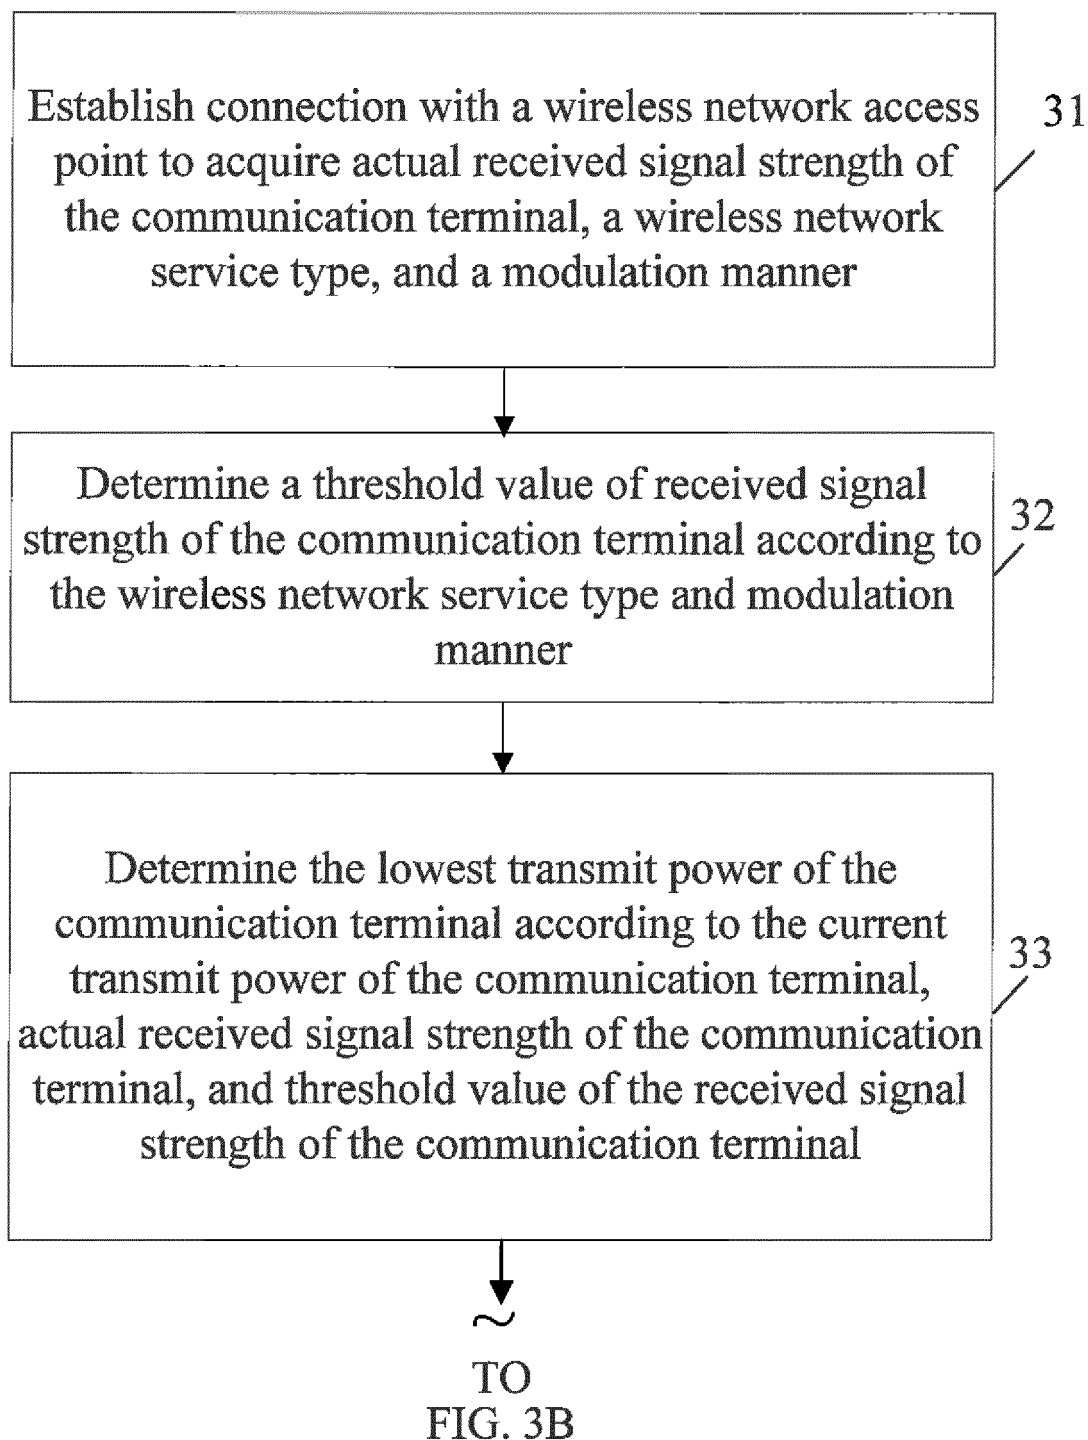 Establish connection with a wireless network access
point to acquire actual received signal strength of
the communication terminal, a wireless network
service type, and a modulation manner
31
Determine a threshold value of received signal
strength of the communication terminal according to
the wireless network service type and modulation
manner
32
Determine the lowest transmit power of the
communication terminal according to the current
transmit power of the communication terminal,
actual received signal strength of the communication
terminal, and threshold value of the received signal
strength of the communication terminal
33
~
TO
FIG. 3B